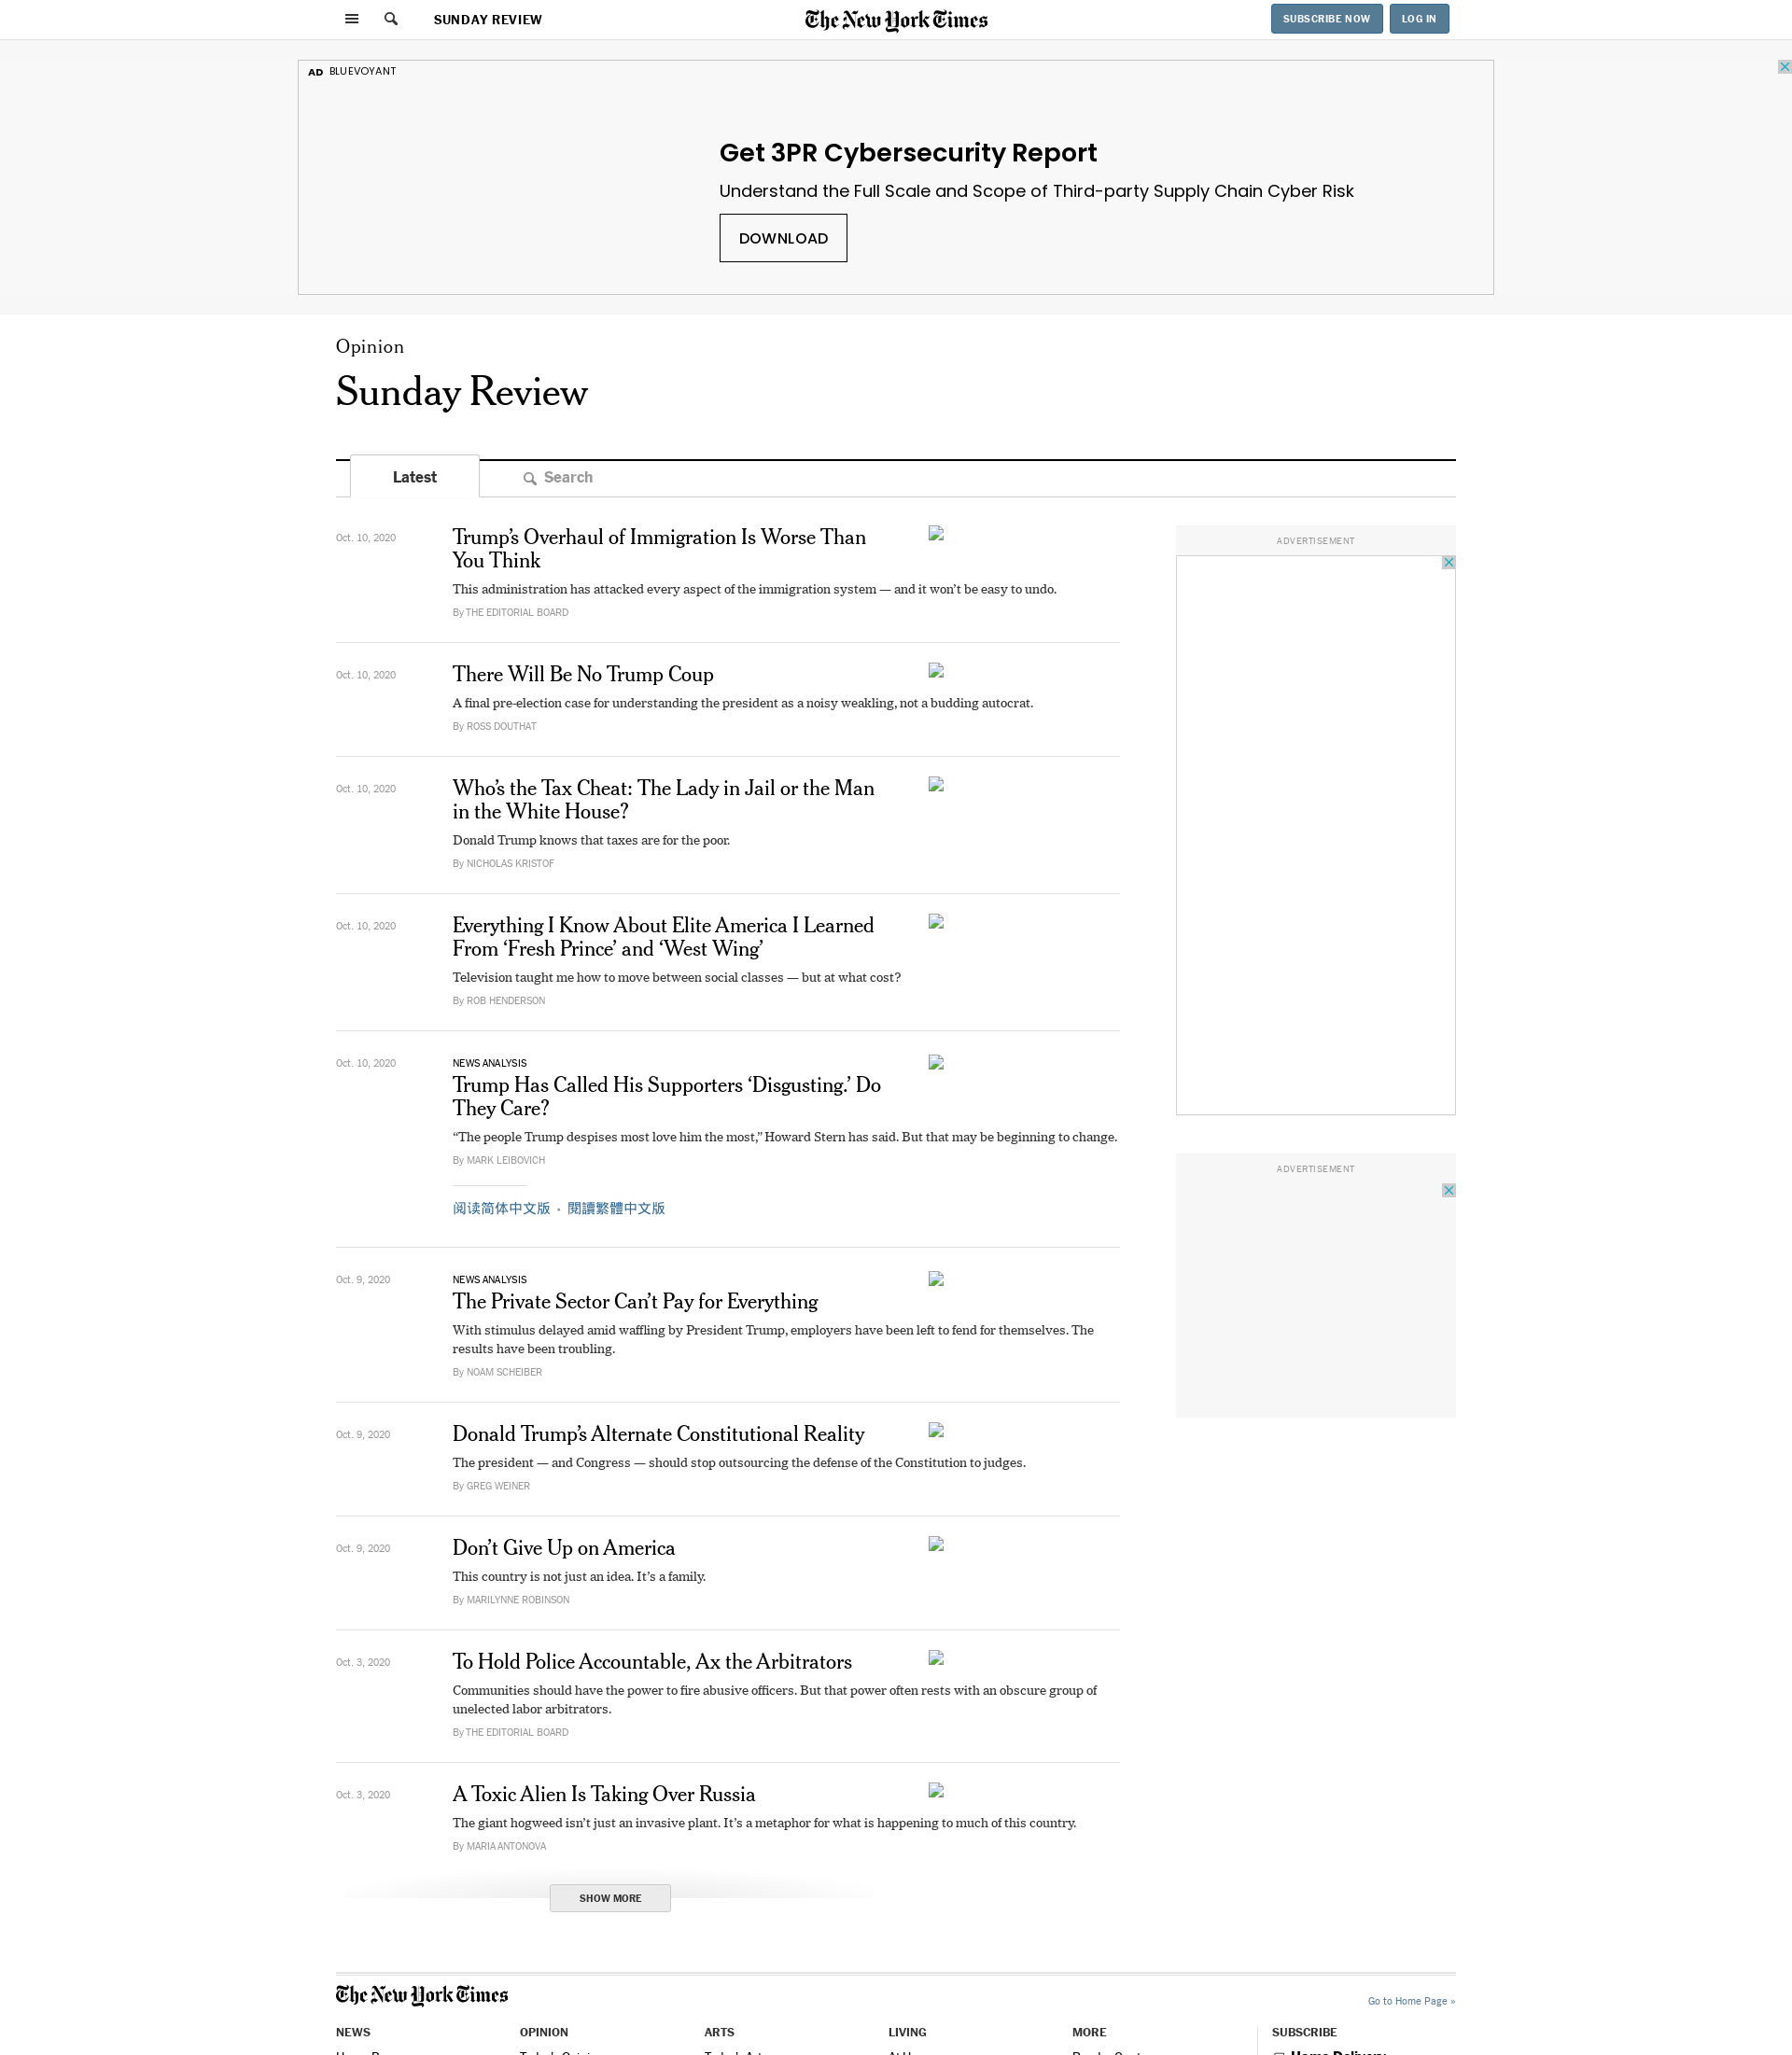 SUNDAY REVIEW
The New York Times
SUBSCRIBE NOW
LOG IN
AD BLUEVOYANT
Get 3PR Cybersecurity Report
Understand the Full Scale and Scope of Third-party Supply Chain Cyber Risk
DOWNLOAD
Opinion
Sunday Review
Latest
Search
Oct. 10, 2020
Trump’s Overhaul of Immigration Is Worse Than
You Think
This administration has attacked every aspect of the immigration system — and it won’t be easy to undo.
By THE EDITORIAL BOARD
Oct. 10, 2020
There Will Be No Trump Coup
A final pre-election case for understanding the president as a noisy weakling, not a budding autocrat.
By ROSS DOUTHAT
Oct. 10, 2020
Who’s the Tax Cheat: The Lady in Jail or the Man
in the White House?
Donald Trump knows that taxes are for the poor.
By NICHOLAS KRISTOF
Oct. 10, 2020
Everything I Know About Elite America I Learned
From ‘Fresh Prince’ and ‘West Wing’
Television taught me how to move between social classes — but at what cost?
By ROB HENDERSON
Oct. 10, 2020
NEWS ANALYSIS
Trump Has Called His Supporters ‘Disgusting.’ Do
They Care?
“The people Trump despises most love him the most,” Howard Stern has said. But that may be beginning to change.
By MARK LEIBOVICH
阅读简体中文版 • 閱讀繁體中文版
Oct. 9, 2020
NEWS ANALYSIS
The Private Sector Can’t Pay for Everything
With stimulus delayed amid waffling by President Trump, employers have been left to fend for themselves. The
results have been troubling.
By NOAM SCHEIBER
Oct. 9, 2020
Donald Trump’s Alternate Constitutional Reality
The president — and Congress — should stop outsourcing the defense of the Constitution to judges.
By GREG WEINER
Oct. 9, 2020
Don’t Give Up on America
This country is not just an idea. It’s a family.
By MARILYNNE ROBINSON
Oct. 3, 2020
To Hold Police Accountable, Ax the Arbitrators
Communities should have the power to fire abusive officers. But that power often rests with an obscure group of
unelected labor arbitrators.
By THE EDITORIAL BOARD
Oct. 3, 2020
A Toxic Alien Is Taking Over Russia
The giant hogweed isn’t just an invasive plant. It’s a metaphor for what is happening to much of this country.
By MARIA ANTONOVA
SHOW MORE
ADVERTISEMENT
ADVERTISEMENT
The New York Times
Go to Home Page »
NEWS
OPINION
ARTS
LIVING
MORE
SUBSCRIBE